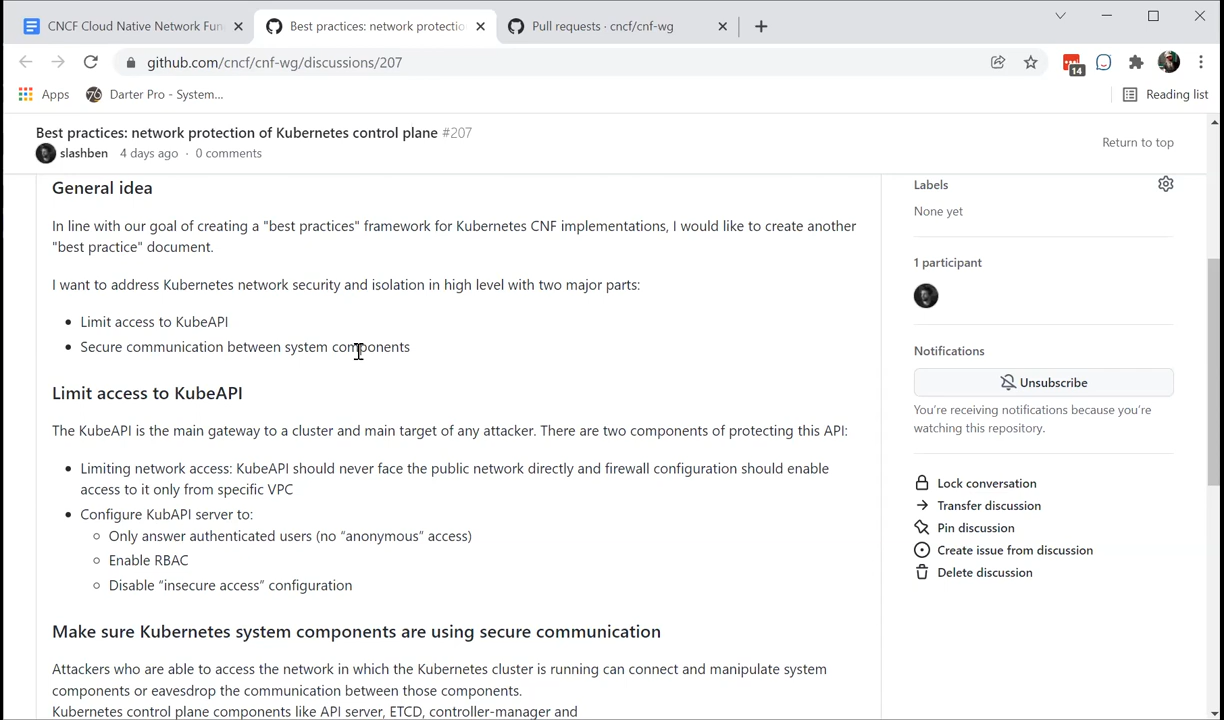 CNCF Cloud Native Network Fun
Best practices: network protectio
Pull requests · cncf/cnf-wg
github.com/cncf/cnf-wg/discussions/207
14
Apps
Darter Pro - System...
Reading list
Best practices: network protection of Kubernetes control plane #207
slashben 4 days ago · 0 comments
Return to top
General idea
In line with our goal of creating a "best practices" framework for Kubernetes CNF implementations, I would like to create another
"best practice" document.
I want to address Kubernetes network security and isolation in high level with two major parts:
• Limit access to KubeAPI
• Secure communication between system components
Limit access to KubeAPI
The KubeAPI is the main gateway to a cluster and main target of any attacker. There are two components of protecting this API:
• Limiting network access: KubeAPI should never face the public network directly and firewall configuration should enable
access to it only from specific VPC
• Configure KubAPI server to:
○ Only answer authenticated users (no “anonymous” access)
○ Enable RBAC
○ Disable “insecure access” configuration
Make sure Kubernetes system components are using secure communication
Attackers who are able to access the network in which the Kubernetes cluster is running can connect and manipulate system
components or eavesdrop the communication between those components.
Kubernetes control plane components like API server, ETCD, controller-manager and
Labels
None yet
1 participant
Notifications
Unsubscribe
You’re receiving notifications because you’re
watching this repository.
Lock conversation
Transfer discussion
Pin discussion
Create issue from discussion
Delete discussion